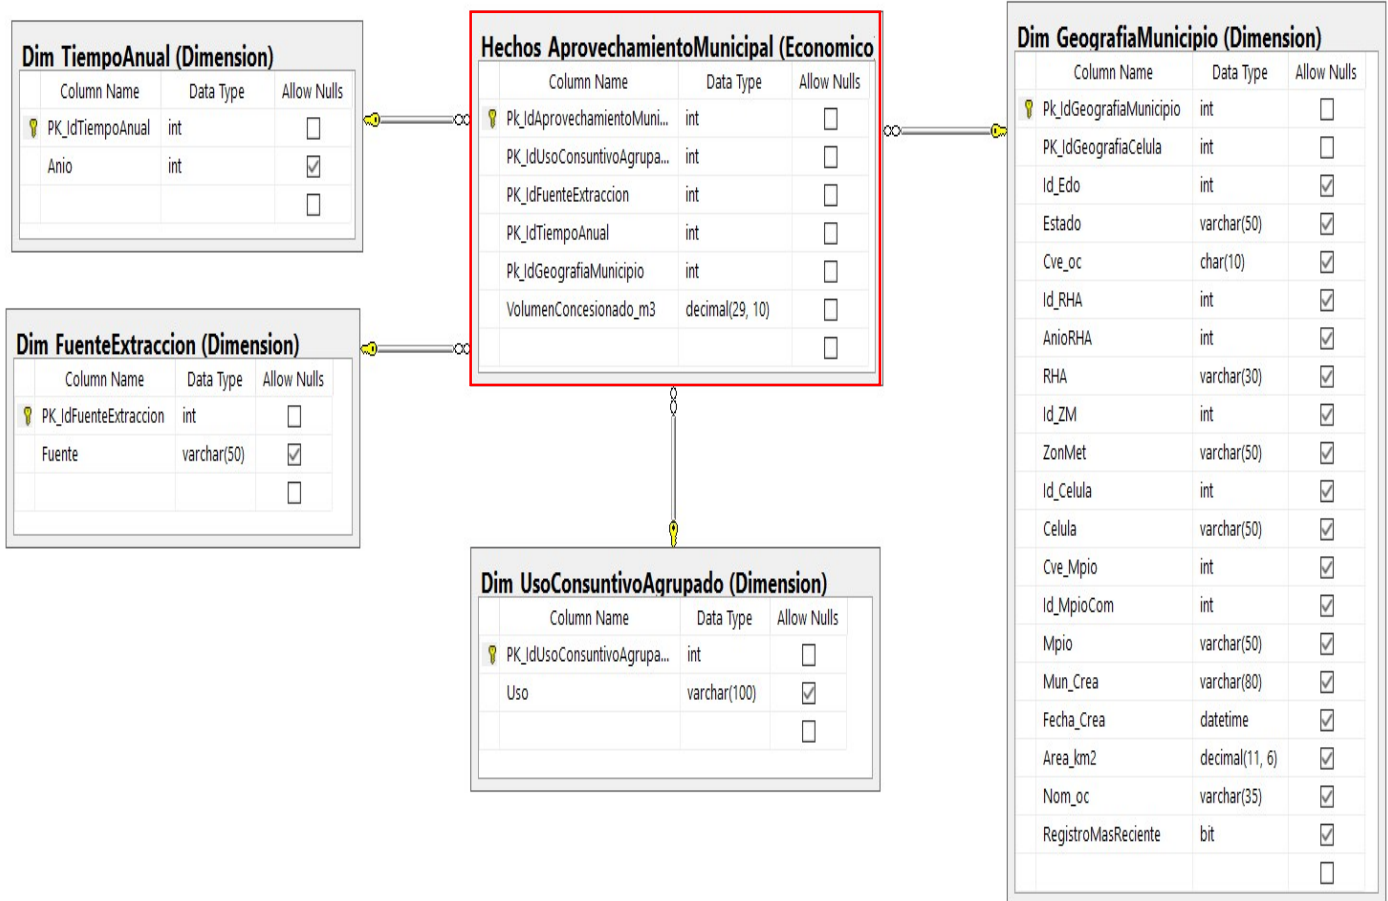 Dim TiempoAnual (Dimension)
Column Name Data Type Allow Nulls
PK_IdTiempoAnual int
Anio int
Hechos AprovechamientoMunicipal (Economico)
Column Name Data Type Allow Nulls
Pk_IdAprovechamientoMuni... int
PK_IdUsoConsuntivoAgrupa... int
PK_IdFuenteExtraccion int
PK_IdTiempoAnual int
Pk_IdGeografiaMunicipio int
VolumenConcesionado_m3 decimal(29, 10)
Dim GeografiaMunicipio (Dimension)
Column Name Data Type Allow Nulls
Pk_IdGeografiaMunicipio int
PK_IdGeografiaCelula int
Id_Edo int
Estado varchar(50)
Cve_oc char(10)
Id_RHA int
AnioRHA int
RHA varchar(30)
Id_ZM int
ZonMet varchar(50)
Id_Celula int
Celula varchar(50)
Cve_Mpio int
Id_MpioCom int
Mpio varchar(50)
Mun_Crea varchar(80)
Fecha_Crea datetime
Area_km2 decimal(11, 6)
Nom_oc varchar(35)
RegistroMasReciente bit
Dim FuenteExtraccion (Dimension)
Column Name Data Type Allow Nulls
PK_IdFuenteExtraccion int
Fuente varchar(50)
Dim UsoConsuntivoAgrupado (Dimension)
Column Name Data Type Allow Nulls
PK_IdUsoConsuntivoAgrupa... int
Uso varchar(100)